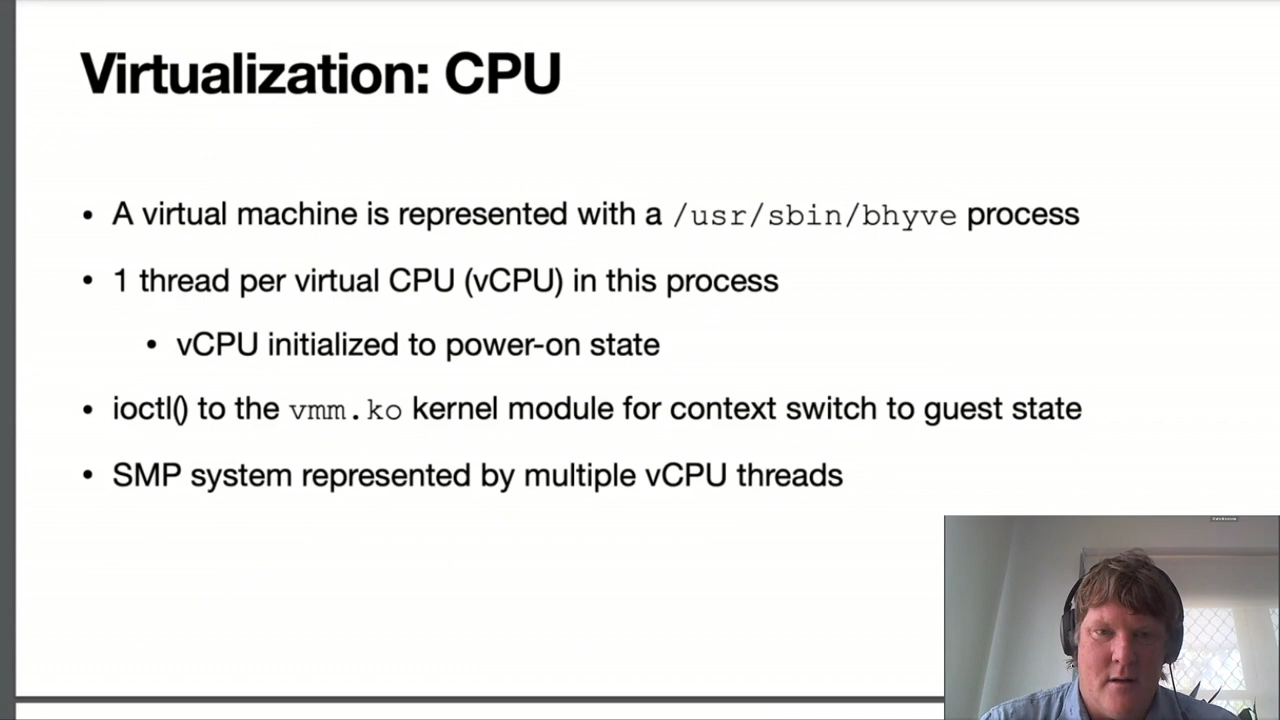 Virtualization: CPU
• A virtual machine is represented with a /usr/sbin/bhyve process
• 1 thread per virtual CPU (vCPU) in this process
• vCPU initialized to power-on state
• ioctl() to the vmm.ko kernel module for context switch to guest state
• SMP system represented by multiple vCPU threads